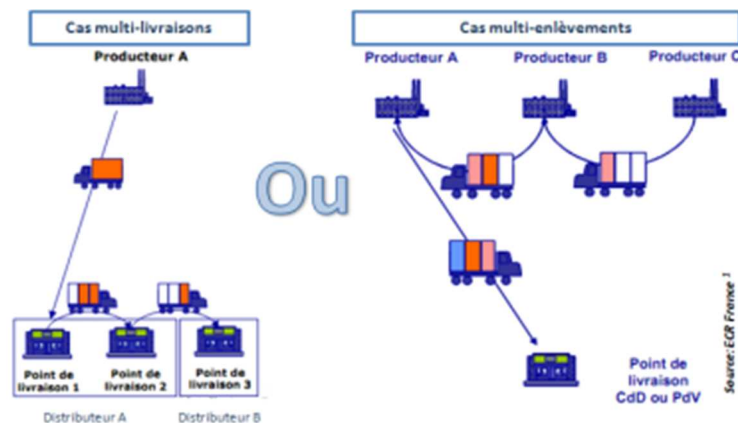 Cas multi-livraisons
Producteur A
Point de
livraison 1
Point de
livraison 2
Point de
livraison 3
Distributeur A
Distributeur B
Ou
Cas multi-enlèvements
Producteur A
Producteur B
Producteur C
Point de
livraison
CdD ou PdV
Source: ECR France 1